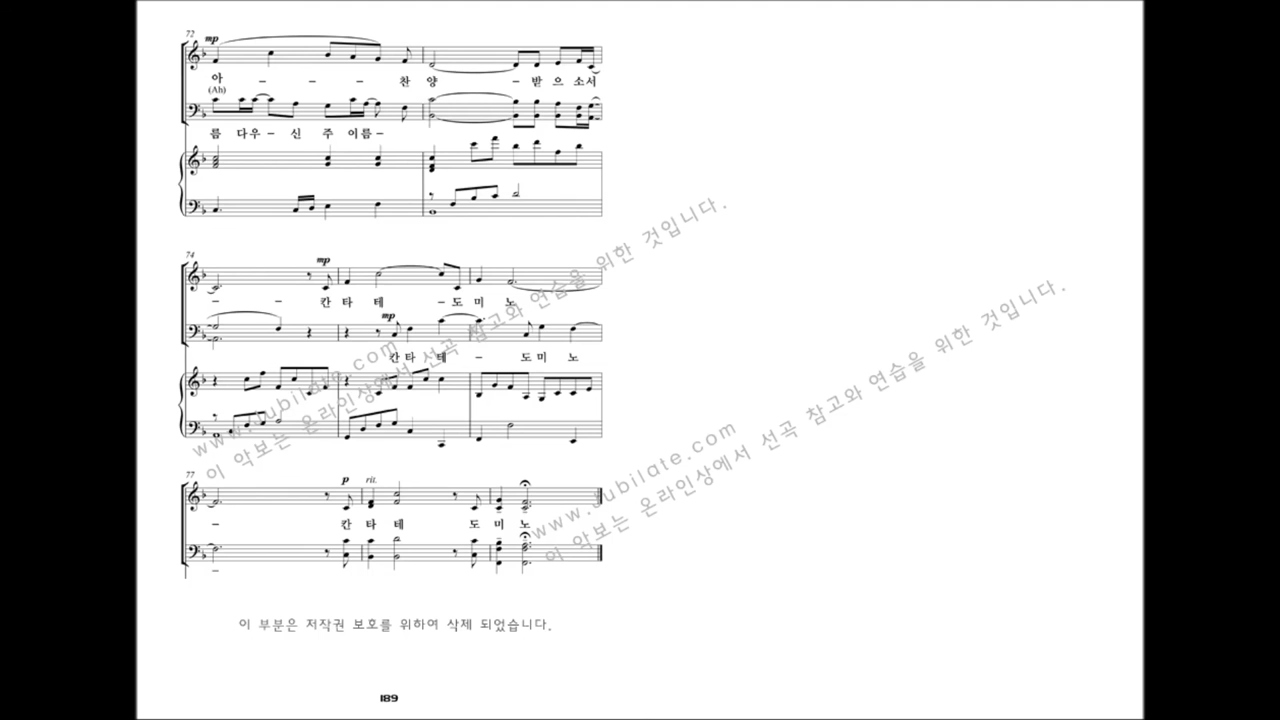 72
mp
아 - - - 찬 양 - 받 으 소서
(Ah)
름 다우 - 신 주 이름 -
74
mp
- - 칸 타 테 - 도 미 노
mp
칸 타 테 - 도 미 노
77
p rit.
- 칸 타 테 도 미 노
-
www.jubilate.com
이 악보는 온라인상에서 선곡 참고와 연습을 위한 것입니다.
www.jubilate.com
이 악보는 온라인상에서 선곡 참고와 연습을 위한 것입니다.
이 부분은 저작권 보호를 위하여 삭제 되었습니다.
189